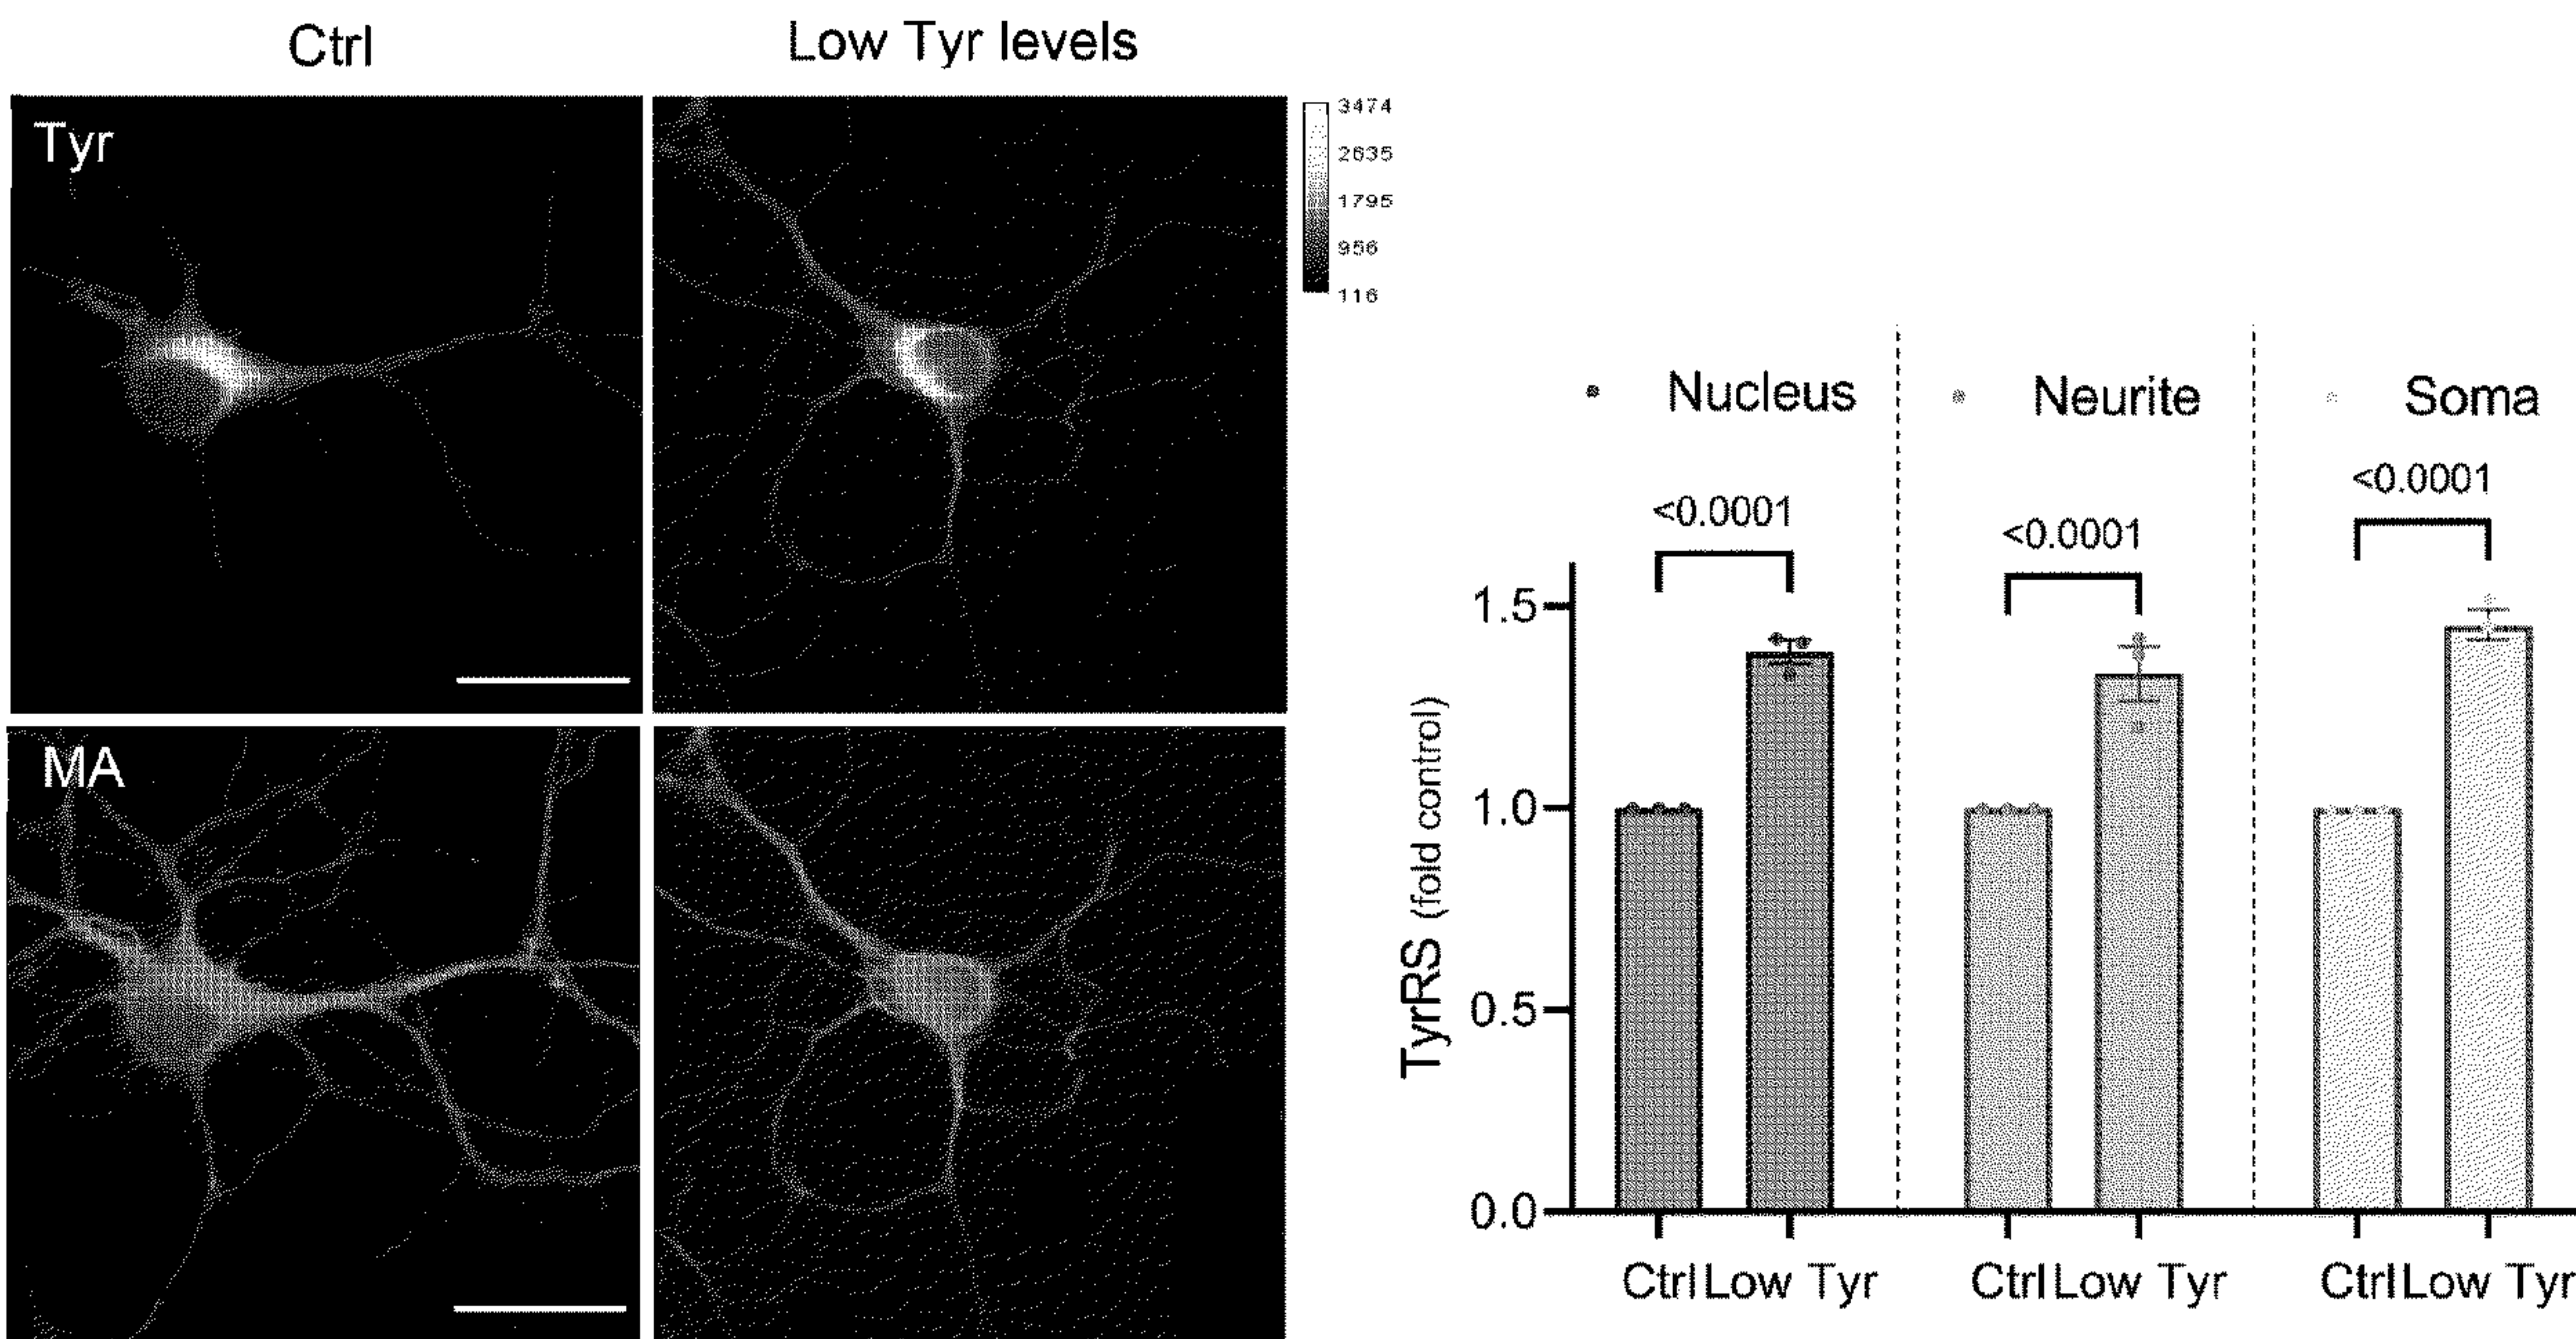 Ctrl
Low Tyr levels
Tyr
3474
2635
1795
956
116
MA
Nucleus
Neurite
Soma
<0.0001
<0.0001
<0.0001
TyrRS (fold control)
1.5
1.0
0.5
0.0
Ctrl Low Tyr
Ctrl Low Tyr
Ctrl Low Tyr